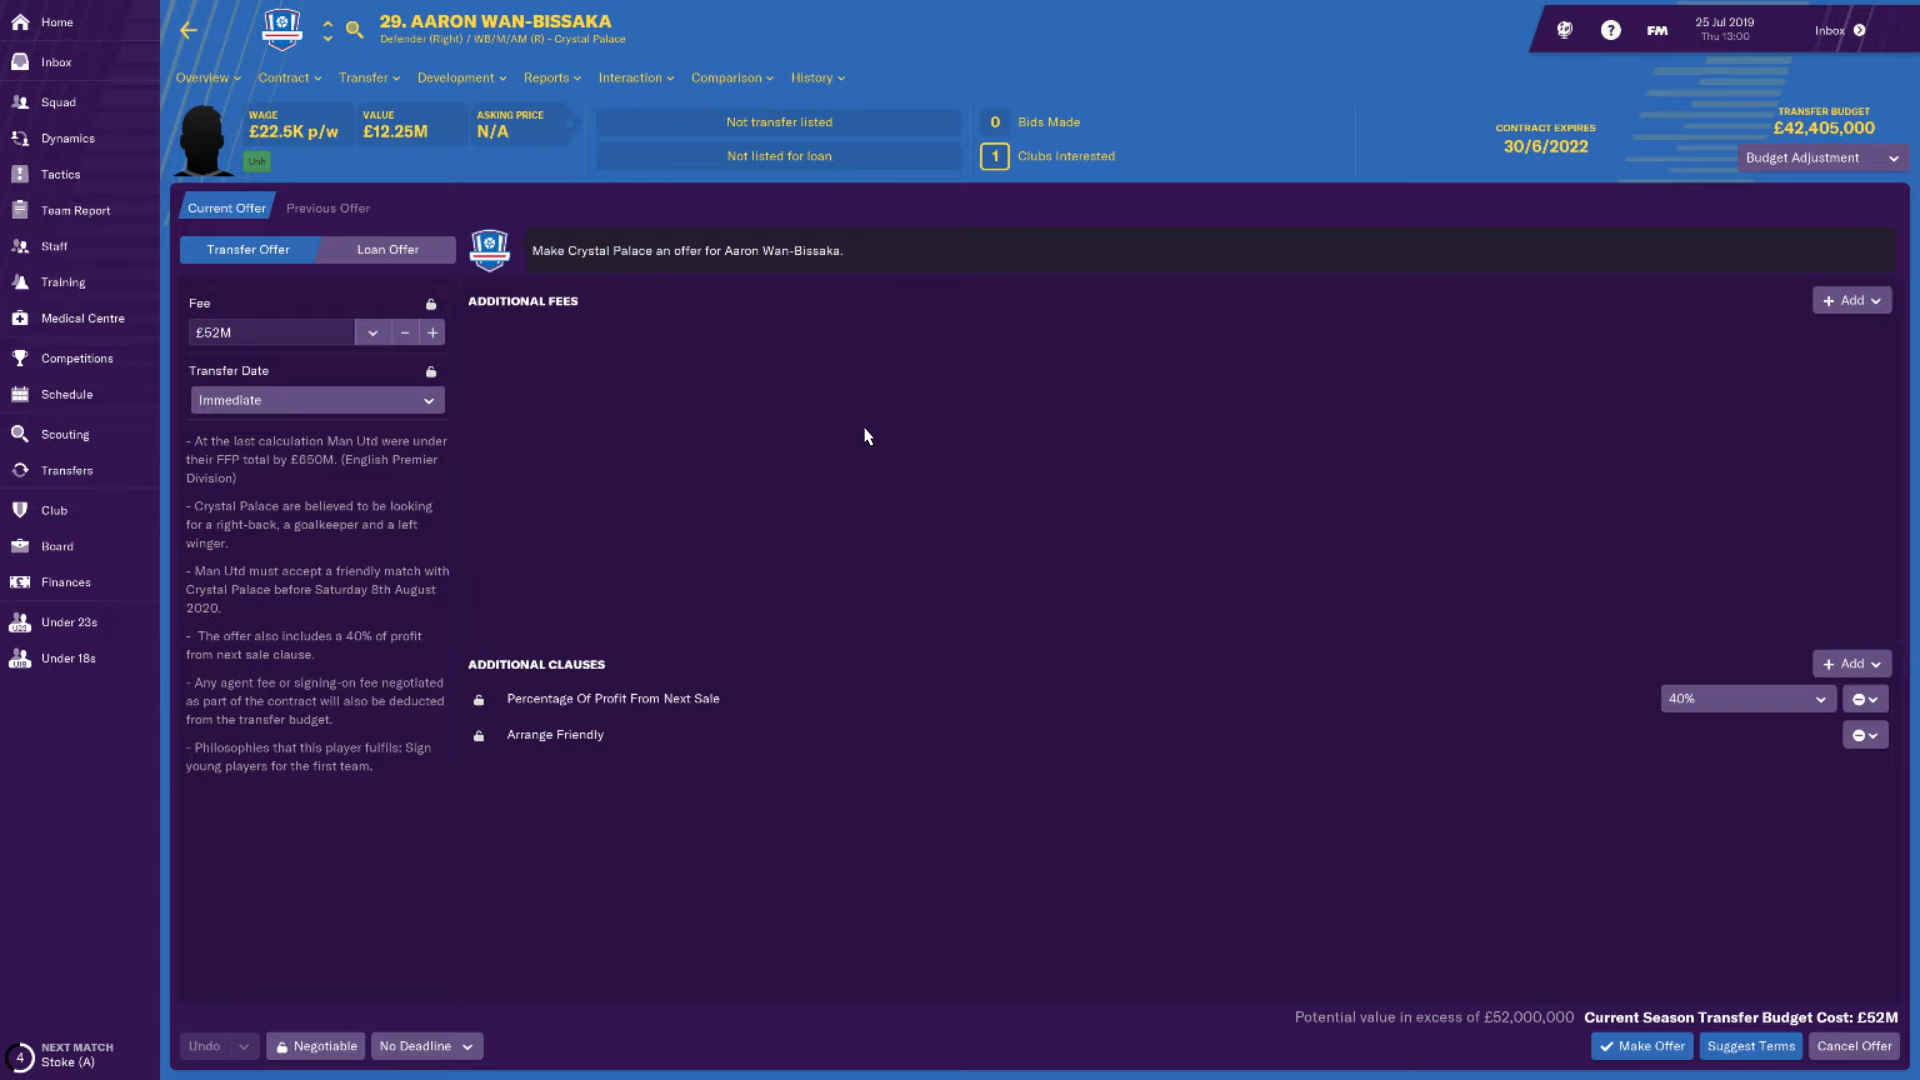 Home
Inbox
Squad
Dynamics
Tactics
Team Report
Staff
Training
Medical Centre
Competitions
Schedule
Scouting
Transfers
Club
Board
Finances
U23
Under 23s
U18
Under 18s
4
NEXT MATCH
Stoke (A)
29. AARON WAN-BISSAKA
Defender (Right) / WB/M/AM (R) - Crystal Palace
?
FM
25 Jul 2019
Thu 13:00
Inbox
Overview
Contract
Transfer
Development
Reports
Interaction
Comparison
History
WAGE
£22.5K p/w
VALUE
£12.25M
ASKING PRICE
N/A
Unh
Not transfer listed
Not listed for loan
0 Bids Made
1 Clubs Interested
CONTRACT EXPIRES
30/6/2022
TRANSFER BUDGET
£42,405,000
Budget Adjustment
Current Offer
Previous Offer
Transfer Offer
Loan Offer
Make Crystal Palace an offer for Aaron Wan-Bissaka.
Fee
£52M
Transfer Date
Immediate
- At the last calculation Man Utd were under
their FFP total by £650M. (English Premier
Division)
- Crystal Palace are believed to be looking
for a right-back, a goalkeeper and a left
winger.
- Man Utd must accept a friendly match with
Crystal Palace before Saturday 8th August
2020.
- The offer also includes a 40% of profit
from next sale clause.
- Any agent fee or signing-on fee negotiated
as part of the contract will also be deducted
from the transfer budget.
- Philosophies that this player fulfils: Sign
young players for the first team.
ADDITIONAL FEES
+ Add
ADDITIONAL CLAUSES
+ Add
Percentage Of Profit From Next Sale
40%
Arrange Friendly
Potential value in excess of £52,000,000 Current Season Transfer Budget Cost: £52M
Undo
Negotiable
No Deadline
Make Offer
Suggest Terms
Cancel Offer